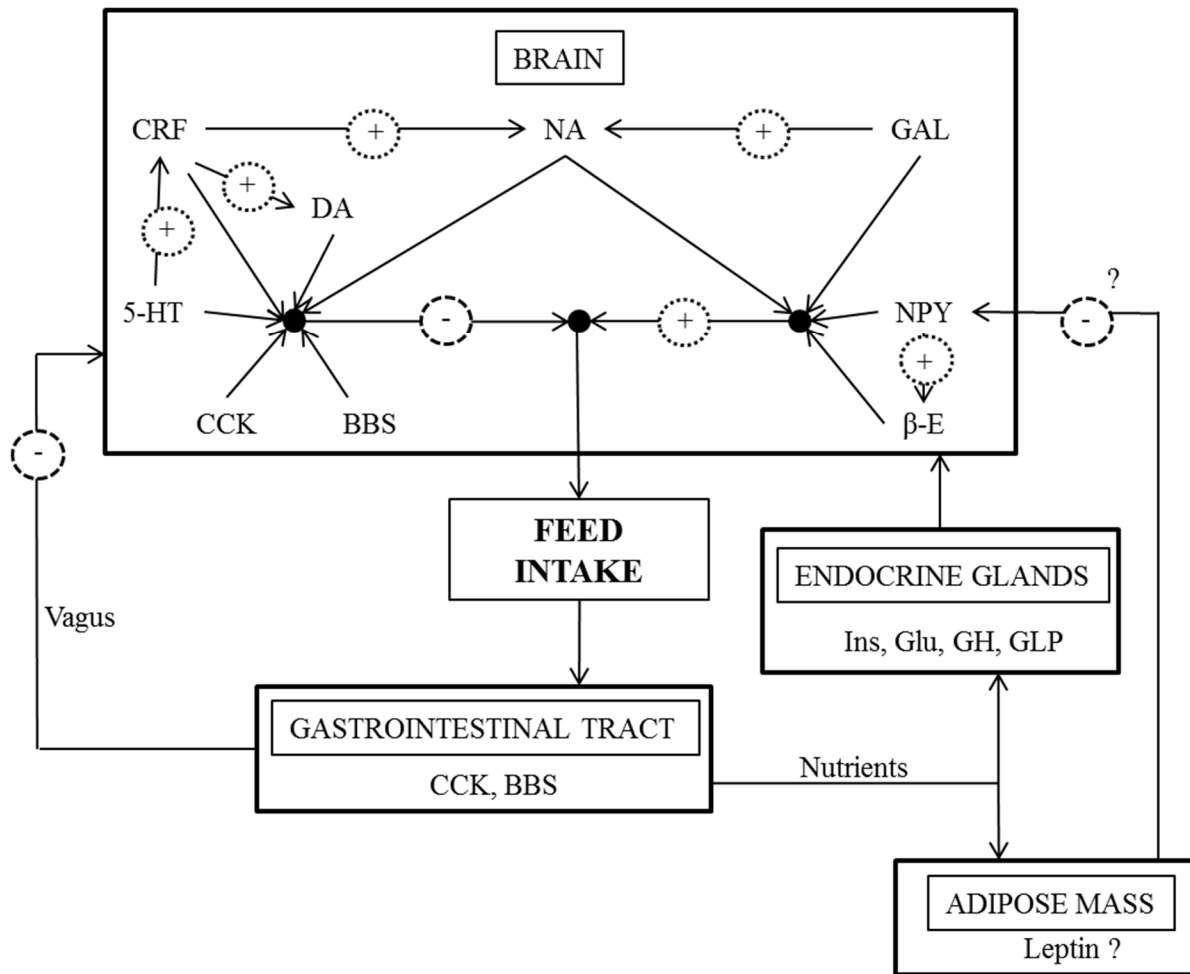 BRAIN
CRF
+
NA
+
GAL
+
DA
+
5-HT
-
+
NPY
-
?
+
CCK
BBS
β-E
-
FEED
INTAKE
ENDOCRINE GLANDS
Ins, Glu, GH, GLP
Vagus
GASTROINTESTINAL TRACT
CCK, BBS
Nutrients
ADIPOSE MASS
Leptin ?